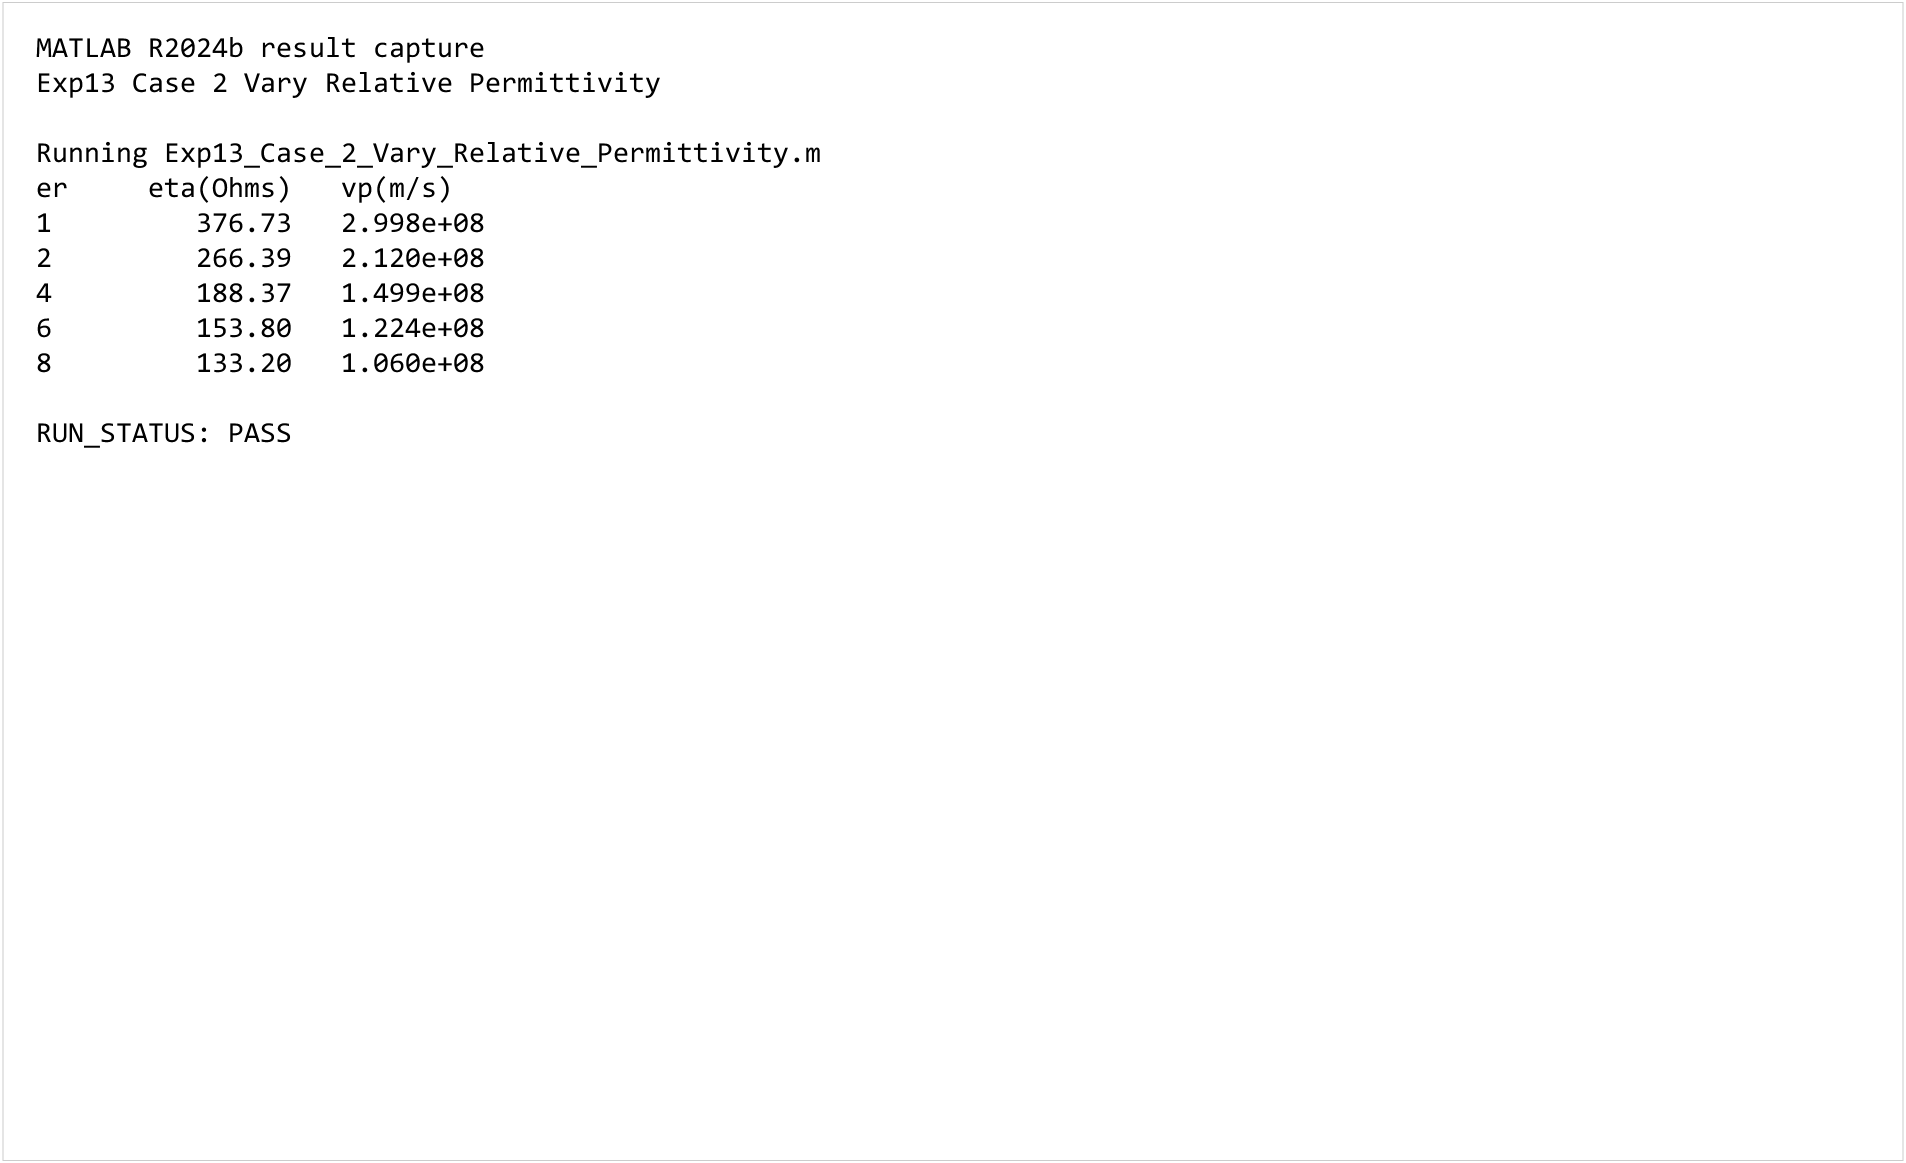 MATLAB R2024b result capture
Exp13 Case 2 Vary Relative Permittivity
Running Exp13_Case_2_Vary_Relative_Permittivity.m
er     eta(Ohms)   vp(m/s)
1         376.73   2.998e+08
2         266.39   2.120e+08
4         188.37   1.499e+08
6         153.80   1.224e+08
8         133.20   1.060e+08
RUN_STATUS: PASS